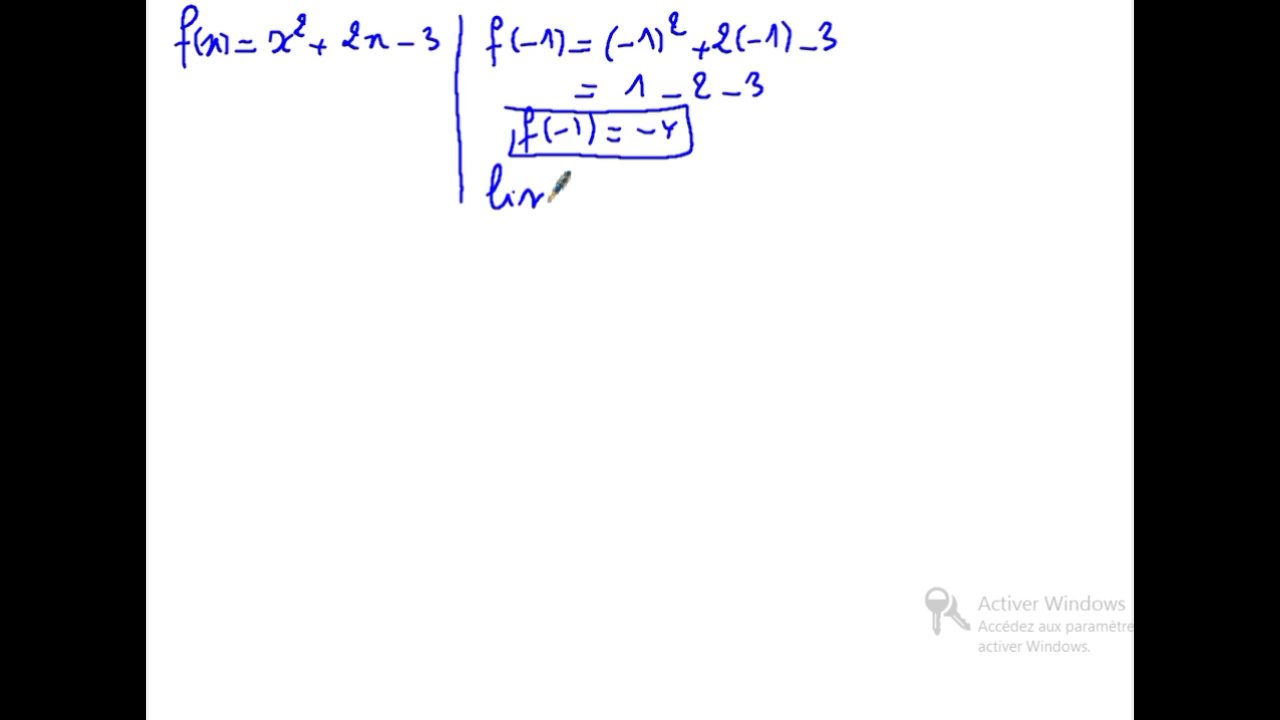 f(x) = x² + 2x - 3
f(-1) = (-1)² + 2(-1) - 3
= 1 - 2 - 3
f(-1) = -4
lim
Activer Windows
Accédez aux paramètre
activer Windows.